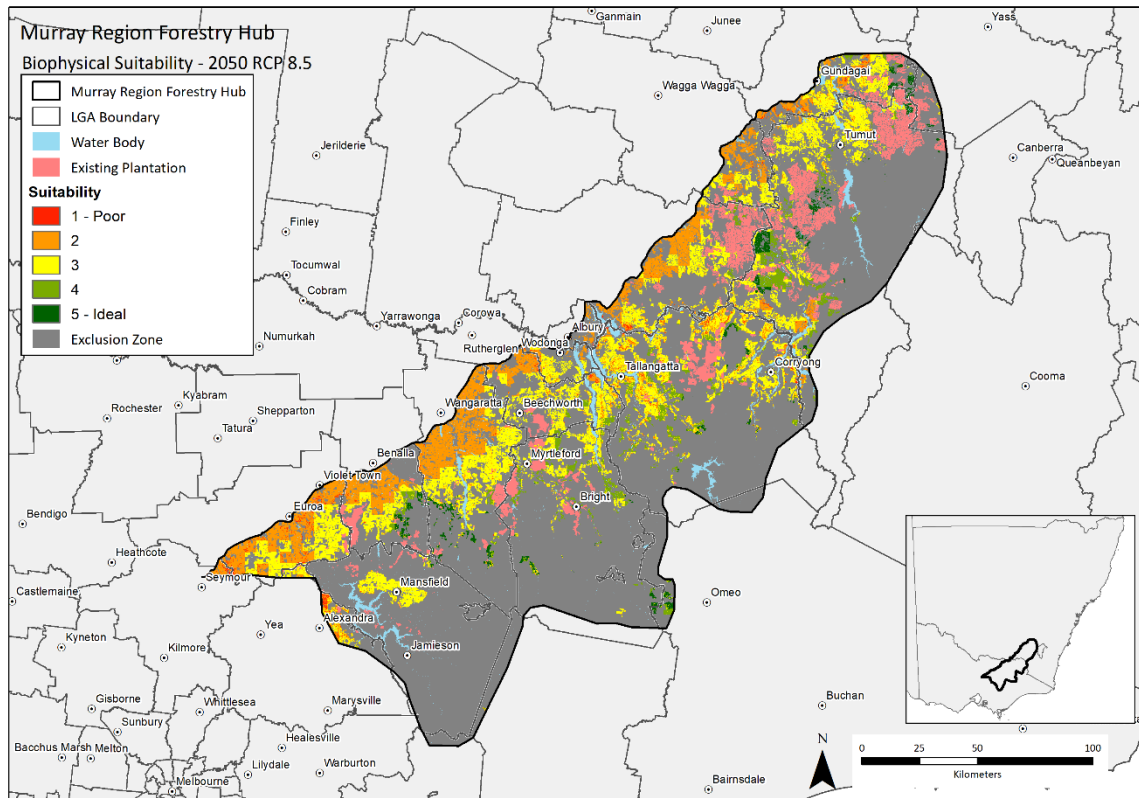 Murray Region Forestry Hub
Biophysical Suitability - 2050 RCP 8.5
Murray Region Forestry Hub
LGA Boundary
Water Body
Existing Plantation
Suitability
1 - Poor
2
3
4
5 - Ideal
Exclusion Zone
Ganmain
Junee
Yass
Gundagai
Wagga Wagga
Tumut
Canberra
Queanbeyan
Jerilderie
Finley
Tocumwal
Cobram
Yarrawonga
Corowa
Albury
Numurkah
Rutherglen
Wodonga
Tallangatta
Corryong
Cooma
Kyabram
Rochester
Shepparton
Wangaratta
Beechworth
Tatura
Benalla
Myrtleford
Violet Town
Bright
Euroa
Bendigo
Heathcote
Seymour
Mansfield
Castlemaine
Omeo
Yea
Alexandra
Kyneton
Kilmore
Jamieson
Gisborne
Whittlesea
Marysville
Buchan
Sunbury
Healesville
Bacchus Marsh
Melton
Lilydale
Warburton
Melbourne
Bairnsdale
N
0 25 50 100
Kilometers